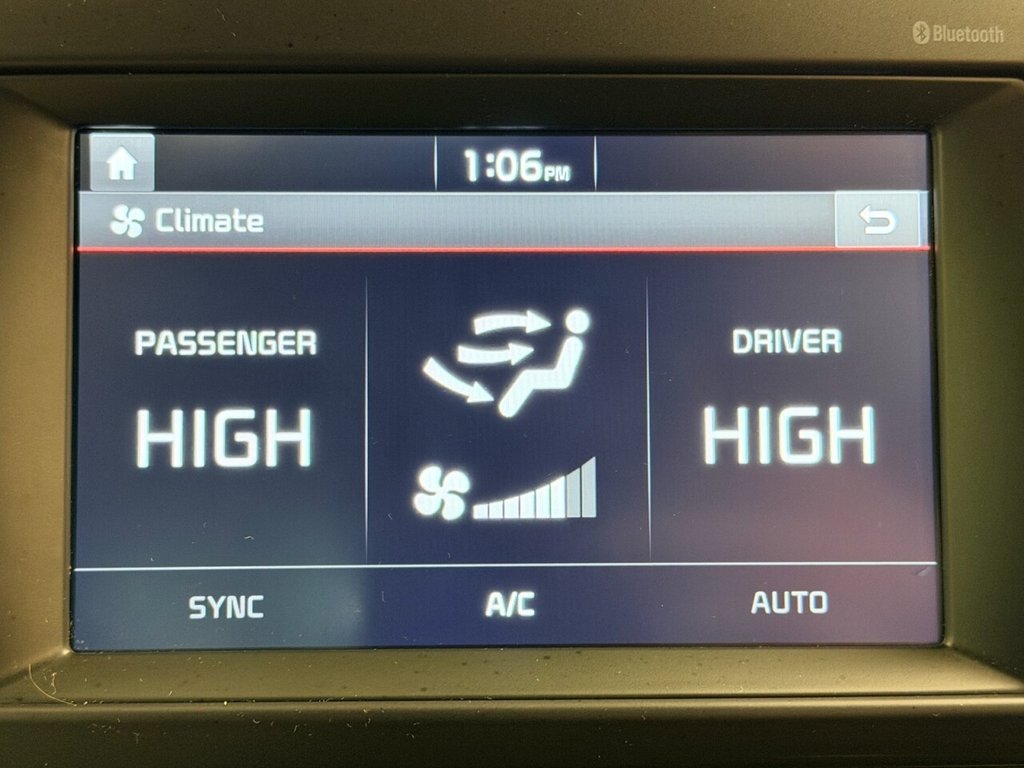 Bluetooth
1:06PM
Climate
PASSENGER
DRIVER
HIGH
HIGH
SYNC
A/C
AUTO